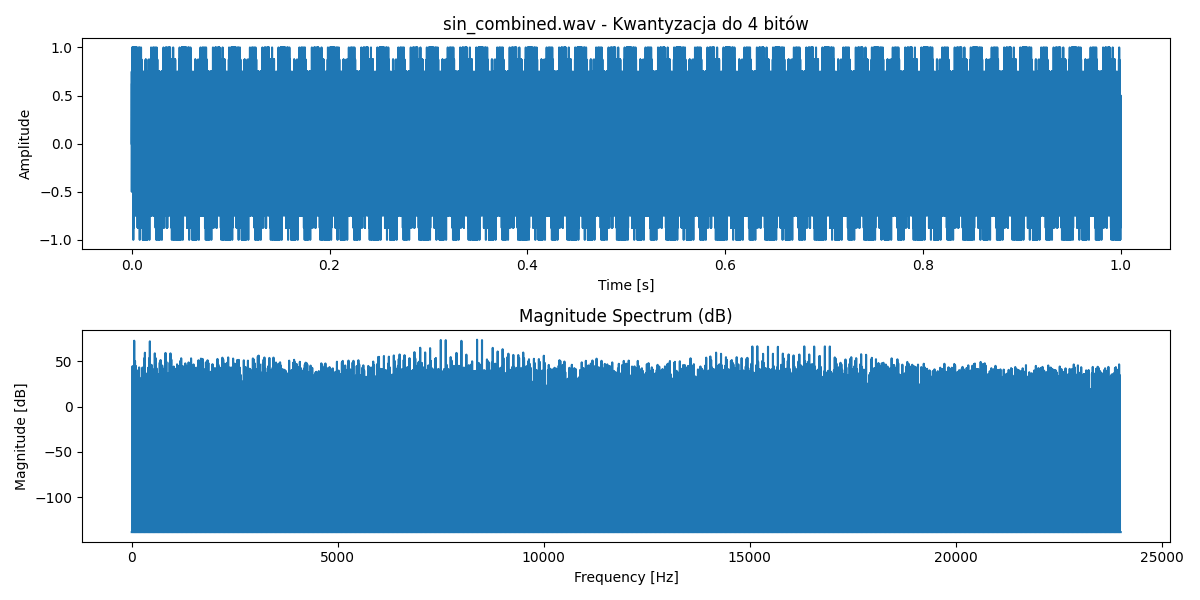 sin_combined.wav - Kwantyzacja do 4 bitów
1.0
0.5
0.0
−0.5
−1.0
Amplitude
0.0 0.2 0.4 0.6 0.8 1.0
Time [s]
Magnitude Spectrum (dB)
50
0
−50
−100
Magnitude [dB]
0 5000 10000 15000 20000 25000
Frequency [Hz]